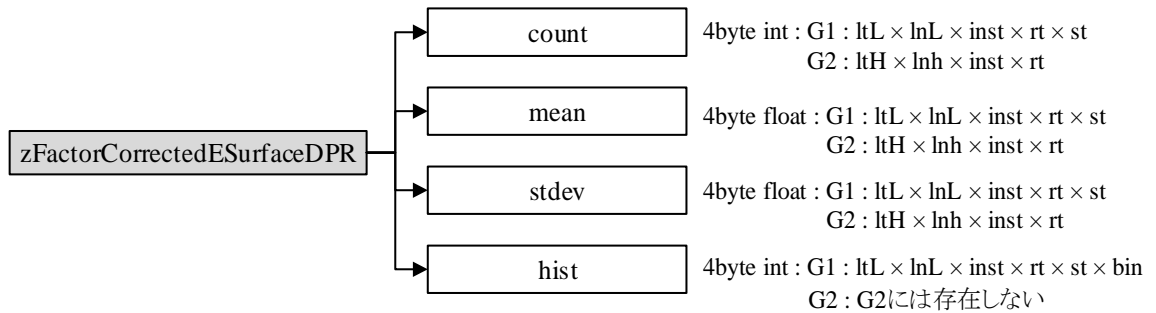 count
4byte int : G1 : ltL × lnL × inst × rt × st
G2 : ltH × lnh × inst × rt
mean
4byte float : G1 : ltL × lnL × inst × rt × st
G2 : ltH × lnh × inst × rt
zFactorCorrectedESurfaceDPR
stdev
4byte float : G1 : ltL × lnL × inst × rt × st
G2 : ltH × lnh × inst × rt
hist
4byte int : G1 : ltL × lnL × inst × rt × st × bin
G2 : G2には存在しない